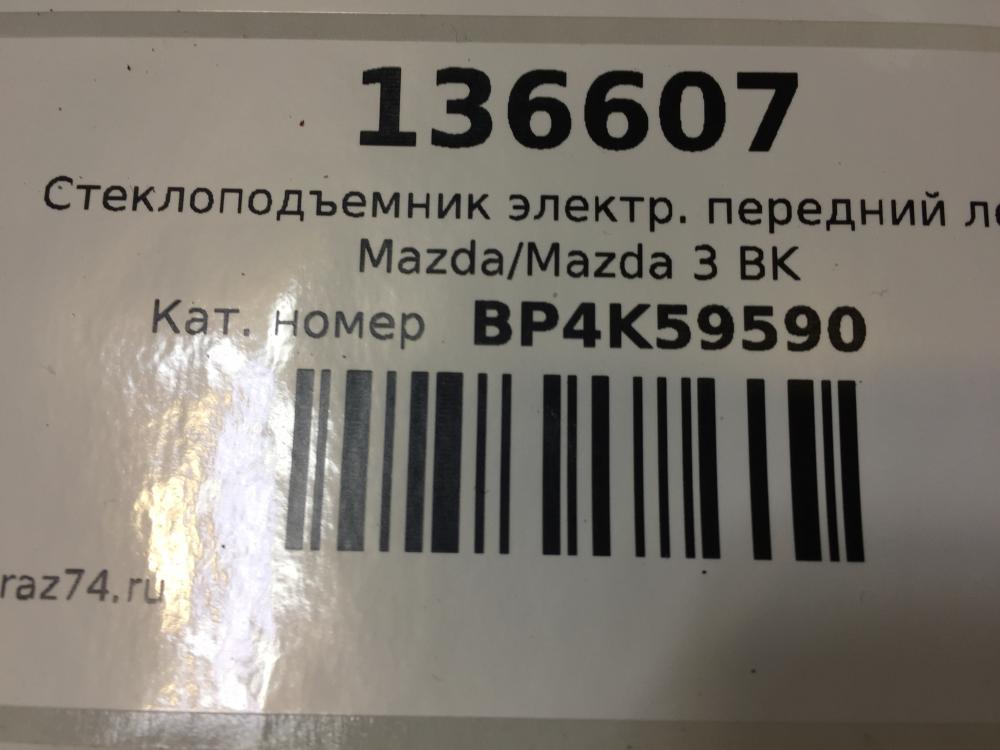 136607
Стеклоподъемник электр. передний
Mazda/Mazda 3 BK
Кат. номер BP4K59590
raz74.ru